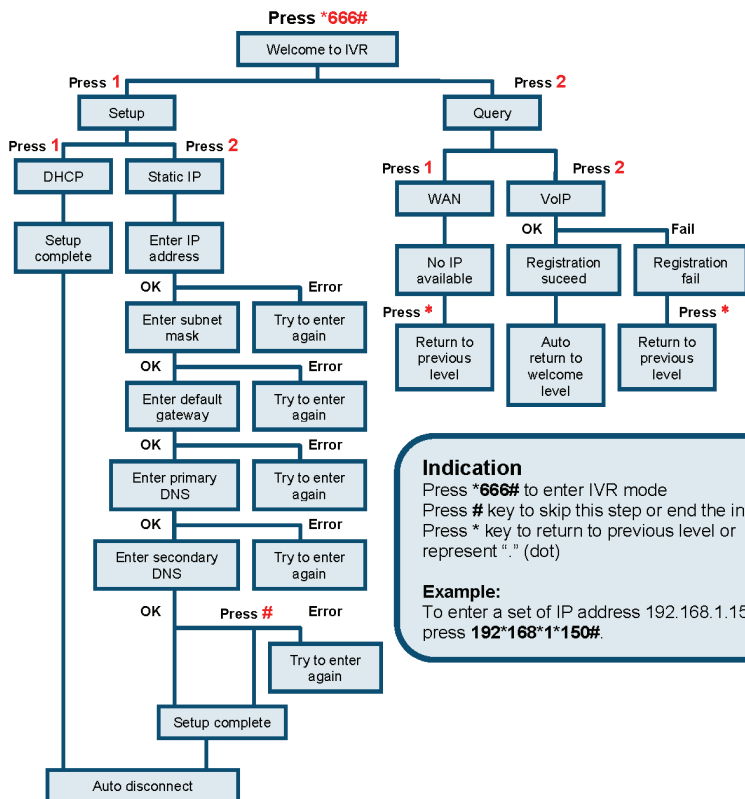 Press *666#
Welcome to IVR
Press 1
Press 2
Setup
Query
Press 1
Press 2
Press 1
Press 2
DHCP
Static IP
WAN
VoIP
OK
Fail
Setup
complete
Enter IP
address
No IP
available
Registration
suceed
Registration
fail
OK
Error
Press *
Press *
Enter subnet
mask
Try to enter
again
Return to
previous
level
Auto
return to
welcome
level
Return to
previous
level
OK
Error
Enter default
gateway
Try to enter
again
OK
Error
Enter primary
DNS
Try to enter
again
OK
Error
Enter secondary
DNS
Try to enter
again
OK
Press #
Error
Try to enter
again
Setup complete
Auto disconnect
Indication
Press *666# to enter IVR mode
Press # key to skip this step or end the
Press * key to return to previous level or
represent “.” (dot)
Example:
To enter a set of IP address
press 192*168*1*150#.